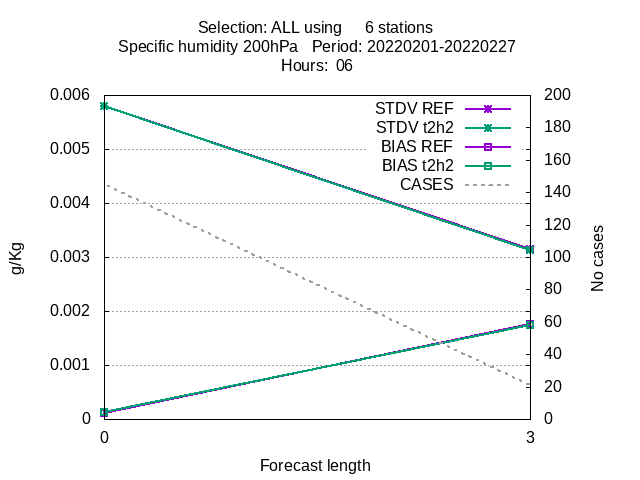 Selection: ALL using 6 stations
Specific humidity 200hPa Period: 20220201-20220227
Hours: 06
STDV REF
STDV t2h2
BIAS REF
BIAS t2h2
CASES
0.006
0.005
0.004
0.003
0.002
0.001
0
g/Kg
200
180
160
140
120
100
80
60
40
20
0
No cases
0 3
Forecast length